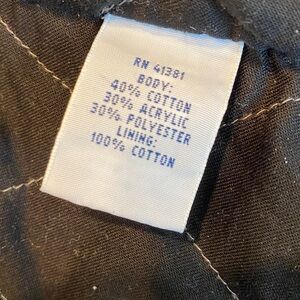 RN 41381
BODY:
40% COTTON
30% ACRYLIC
30% POLYESTER
LINING:
100% COTTON